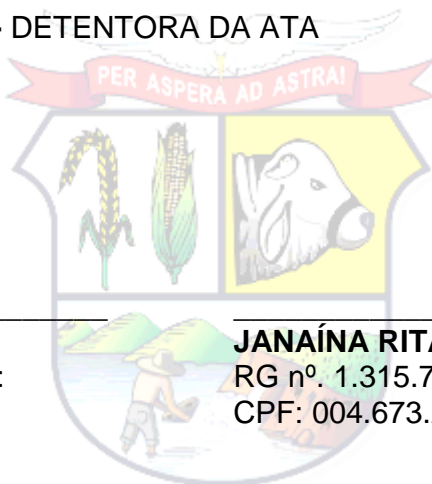 - DETENTORA DA ATA
PER ASPERA AD ASTRA!
JANAÍNA RITA
: RG nº. 1.315.7
CPF: 004.673.